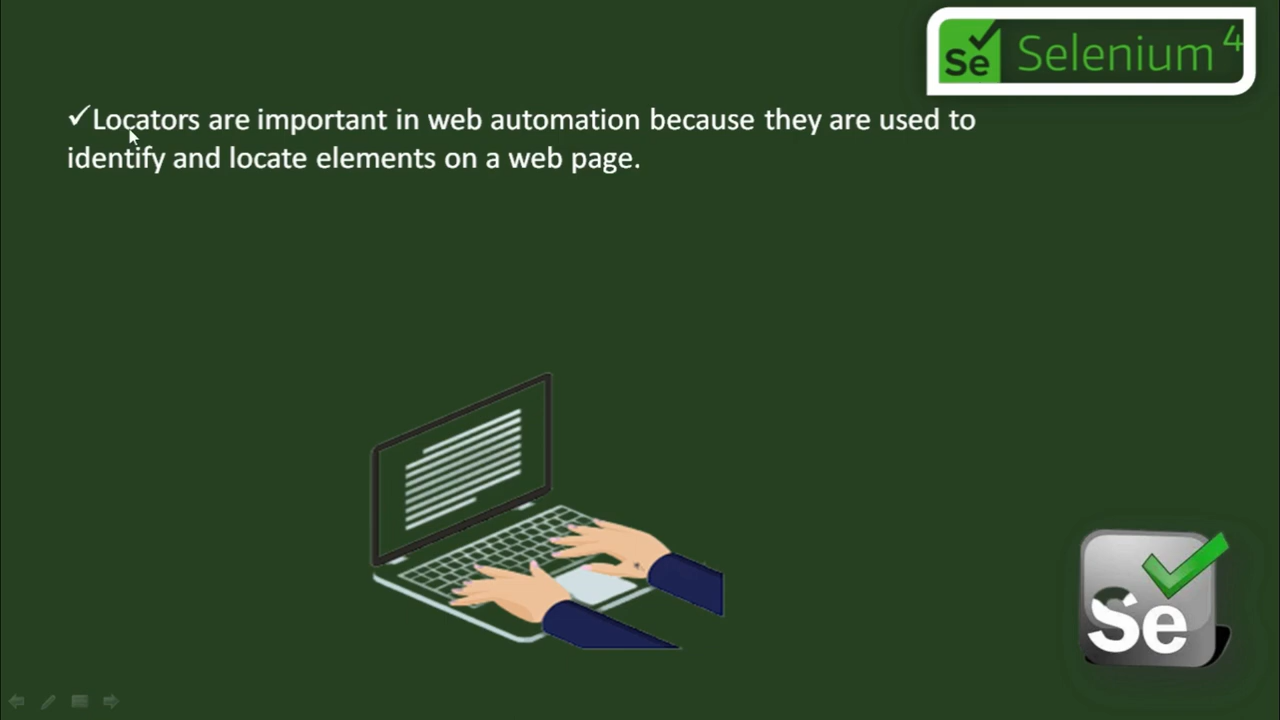 Se Selenium 4
✓Locators are important in web automation because they are used to
identify and locate elements on a web page.
Se